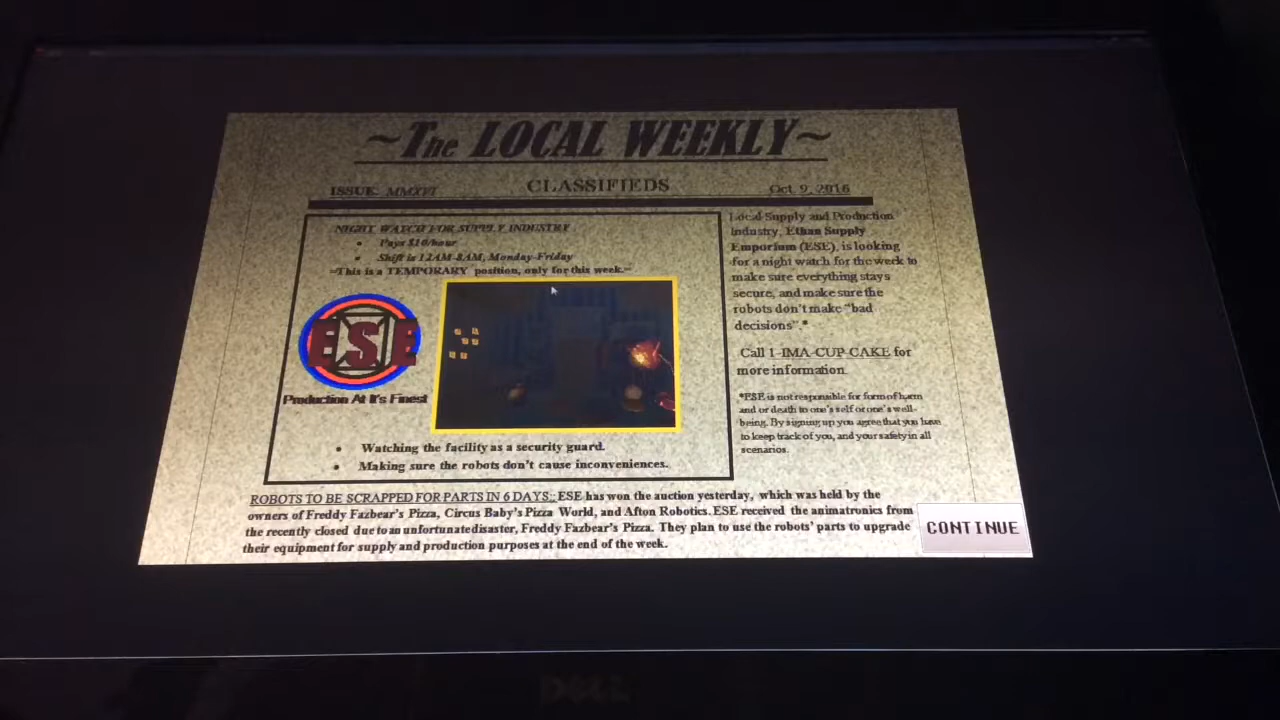 ~The LOCAL WEEKLY~
ISSUE: MMXVI
CLASSIFIEDS
Oct. 9, 2016
NIGHT WATCH FOR SUPPLY INDUSTRY
Pays $10/hour
Shift is 12AM-8AM, Monday-Friday
~This is a TEMPORARY position, only for this week.~
ESE
Production At It's Finest
Watching the facility as a security guard.
Making sure the robots don't cause inconveniences.
Local Supply and Production
Industry, Ethan Supply
Emporium (ESE), is looking
for a night watch for the week to
make sure everything stays
secure, and make sure the
robots don't make "bad
decisions".*
Call 1-IMA-CUP-CAKE for
more information.
*ESE is not responsible for form of harm
and or death to one's self or one's well-
being. By signing up you agree that you have
to keep track of you, and your safety in all
scenarios.
ROBOTS TO BE SCRAPPED FOR PARTS IN 6 DAYS: ESE has won the auction yesterday, which was held by the
owners of Freddy Fazbear's Pizza, Circus Baby's Pizza World, and Afton Robotics. ESE received the animatronics from
the recently closed due to an unfortunate disaster, Freddy Fazbear's Pizza. They plan to use the robots' parts to upgrade
their equipment for supply and production purposes at the end of the week.
CONTINUE
DELL